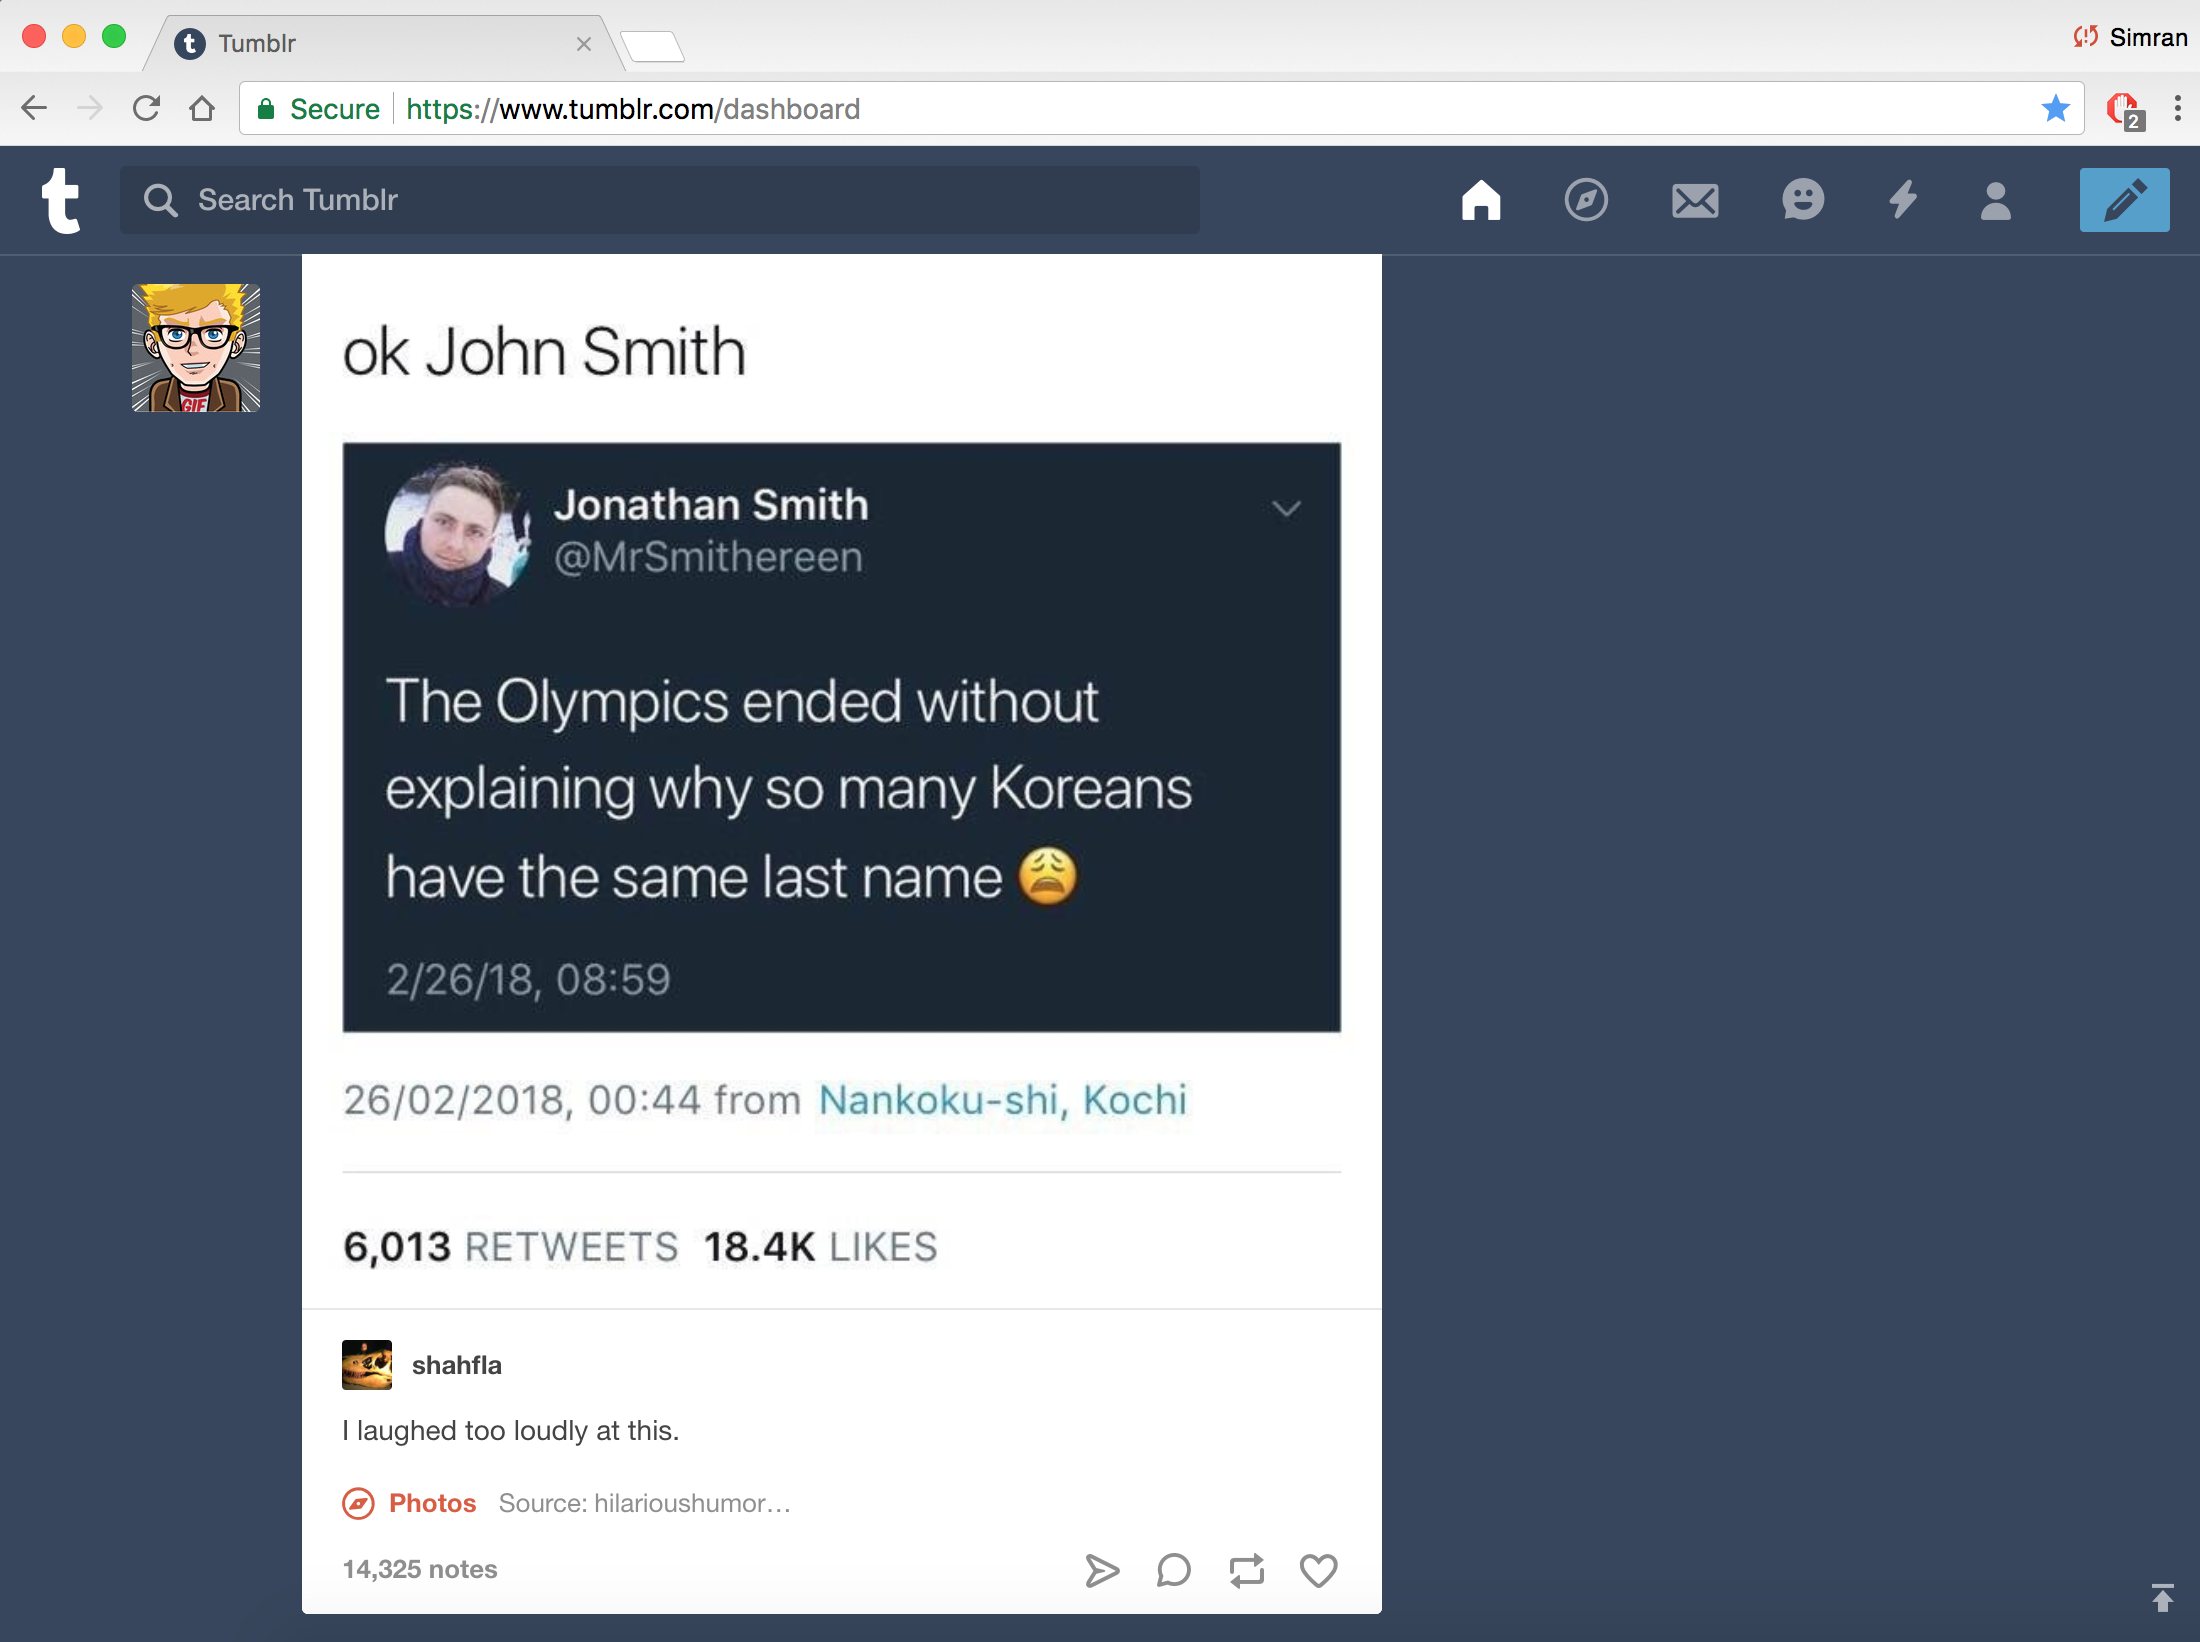 Tumblr
Simran
Secure https://www.tumblr.com/dashboard
2
t Search Tumblr
GIF
ok John Smith
Jonathan Smith
@MrSmithereen
The Olympics ended without
explaining why so many Koreans
have the same last name 😩
2/26/18, 08:59
26/02/2018, 00:44 from Nankoku-shi, Kochi
6,013 RETWEETS 18.4K LIKES
shahfla
I laughed too loudly at this.
Photos Source: hilarioushumor…
14,325 notes